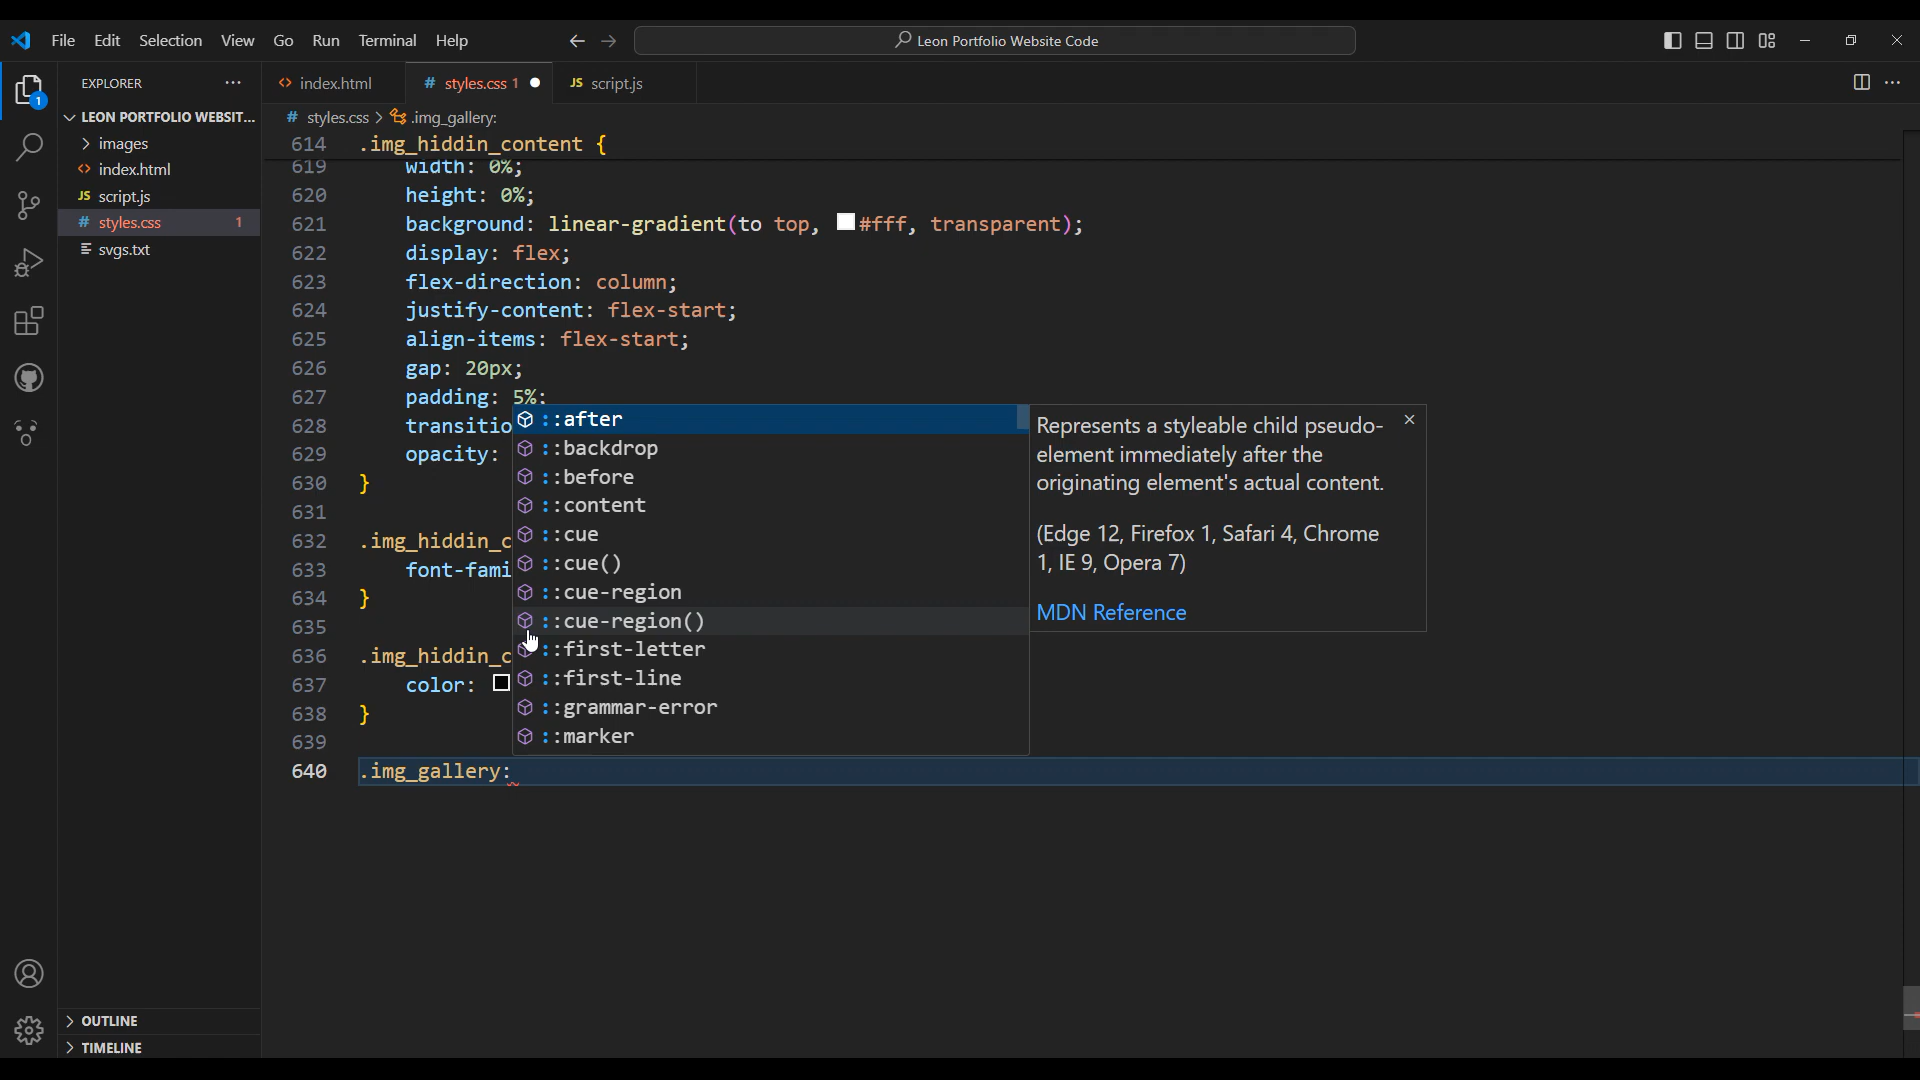 File Edit Selection View Go Run Terminal Help
Leon Portfolio Website Code
EXPLORER
LEON PORTFOLIO WEBSIT...
images
index.html
JS script.js
# styles.css 1
svgs.txt
OUTLINE
TIMELINE
1
index.html
# styles.css 1
JS script.js
# styles.css > .img_gallery:
614 .img_hiddin_content {
619 width: 0%;
620 height: 0%;
621 background: linear-gradient(to top, #fff, transparent);
622 display: flex;
623 flex-direction: column;
624 justify-content: flex-start;
625 align-items: flex-start;
626 gap: 20px;
627 padding: 5%;
628 transitio
629 opacity:
630 }
631
632 .img_hiddin_c
633 font-fami
634 }
635
636 .img_hiddin_c
637 color:
638 }
639
640 .img_gallery:
::after
::backdrop
::before
::content
::cue
::cue()
::cue-region
::cue-region()
::first-letter
::first-line
::grammar-error
::marker
Represents a styleable child pseudo-
element immediately after the
originating element's actual content.
(Edge 12, Firefox 1, Safari 4, Chrome
1, IE 9, Opera 7)
MDN Reference